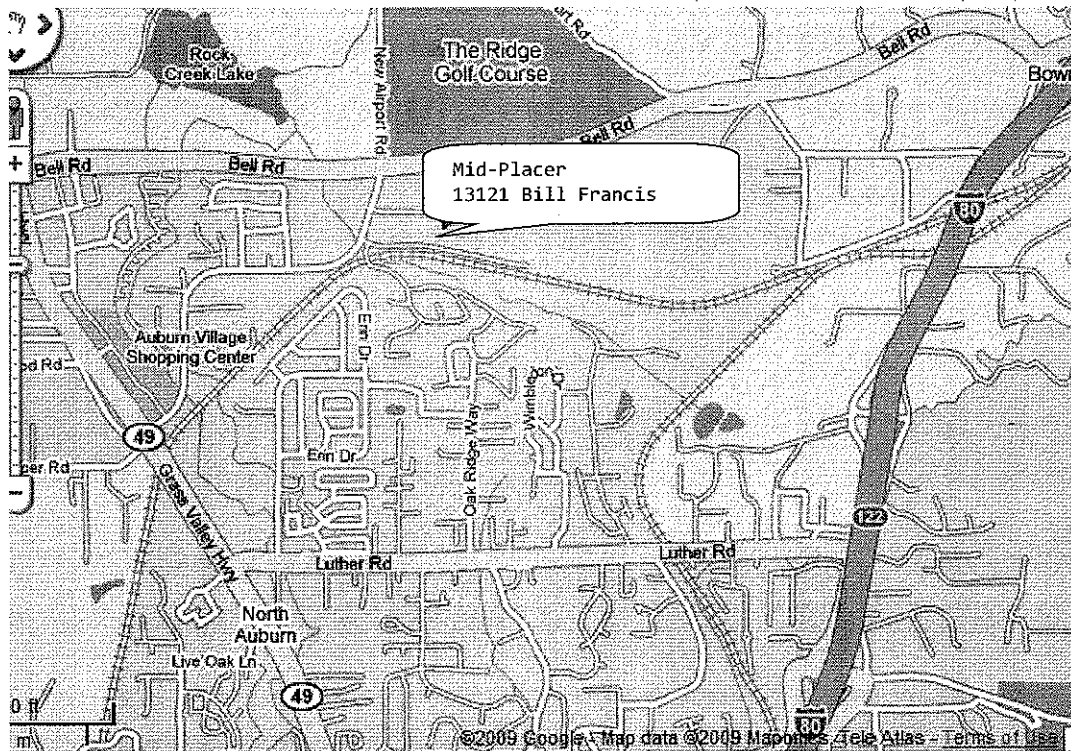 Rock
Creek Lake
New Airport Rd
The Ridge
Golf Course
Bell Rd
Bell Rd
Bell Rd
Bell Rd
Mid-Placer
13121 Bill Francis
80
Auburn Village
Shopping Center
Erin Dr
49
Erin Dr
Oak Ridge Way
Grass Valley Hwy
122
Luther Rd
Luther Rd
North
Auburn
Live Oak Ln
49
80
©2009 Google - Map data ©2009 Tele Atlas - Terms of Use